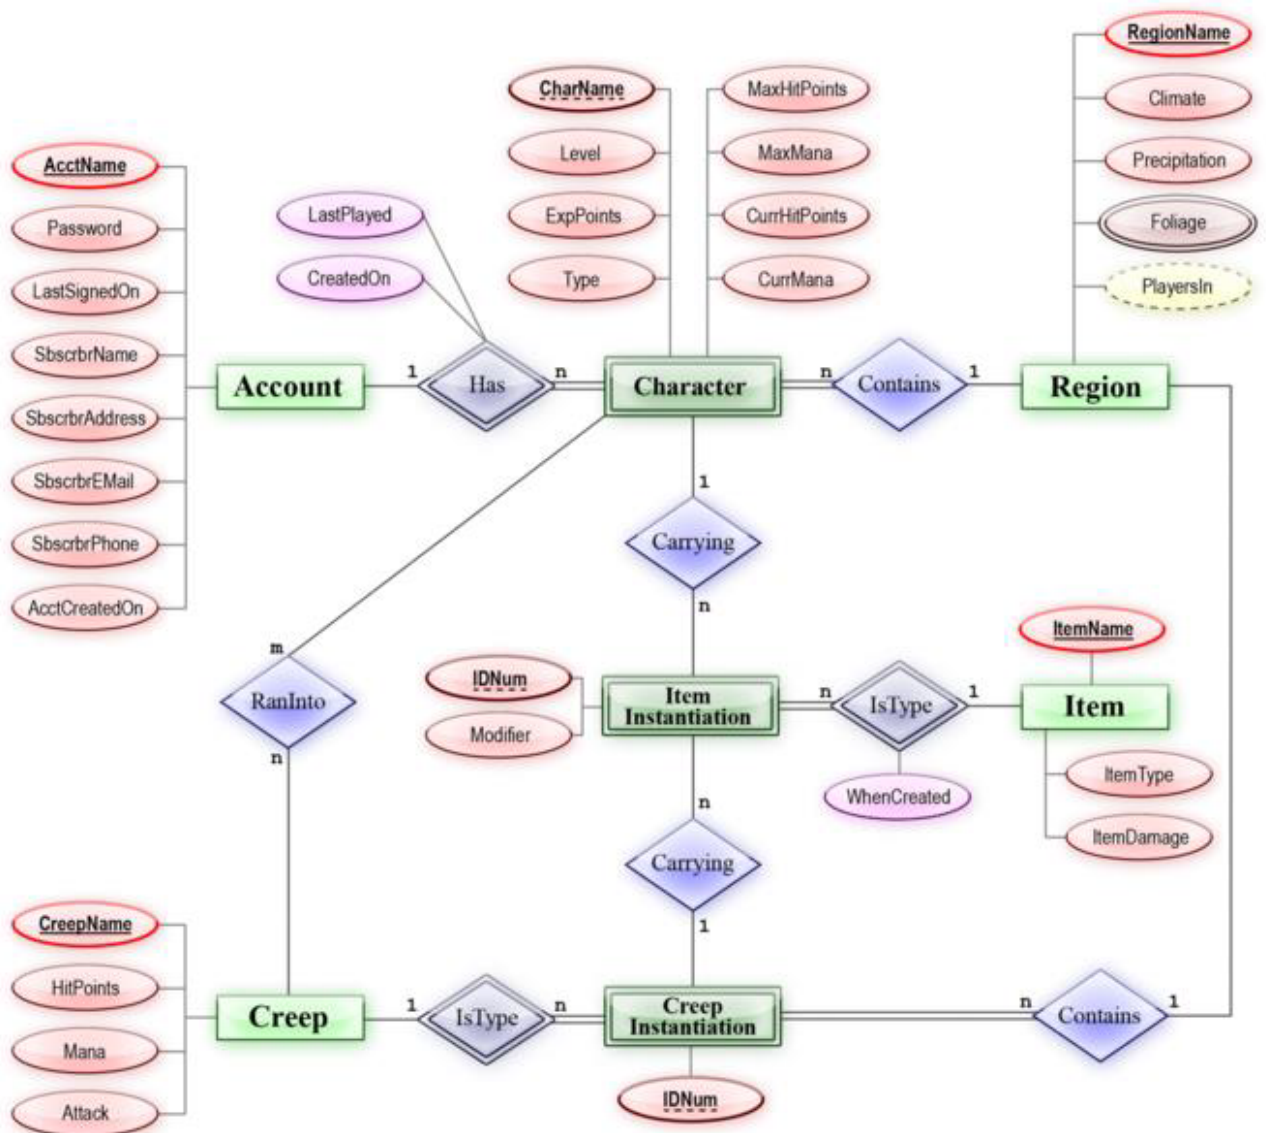 RegionName
CharName
MaxHitPoints
Climate
Level
MaxMana
Precipitation
AcctName
LastPlayed
ExpPoints
CurrHitPoints
Foliage
Password
CreatedOn
Type
CurrMana
PlayersIn
LastSignedOn
SbscrbrName
Account
1
Has
n
Character
n
Contains
1
Region
SbscrbrAddress
SbscrbrEMail
SbscrbrPhone
AcctCreatedOn
1
Carrying
n
m
RanInto
n
IDNum
Modifier
Item
Instantiation
n
IsType
1
ItemName
Item
WhenCreated
ItemType
ItemDamage
n
Carrying
1
CreepName
HitPoints
Mana
Attack
Creep
1
IsType
n
Creep
Instantiation
n
Contains
1
IDNum